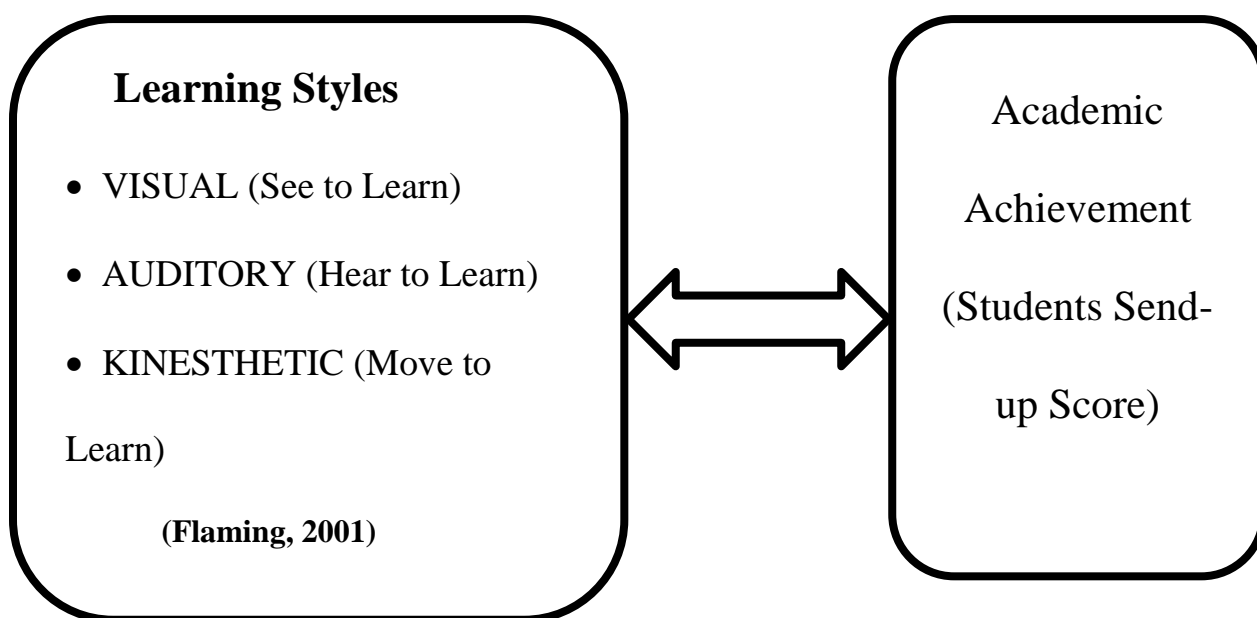 Learning Styles
• VISUAL (See to Learn)
• AUDITORY (Hear to Learn)
• KINESTHETIC (Move to
Learn)
(Flaming, 2001)
Academic
Achievement
(Students Send-
up Score)